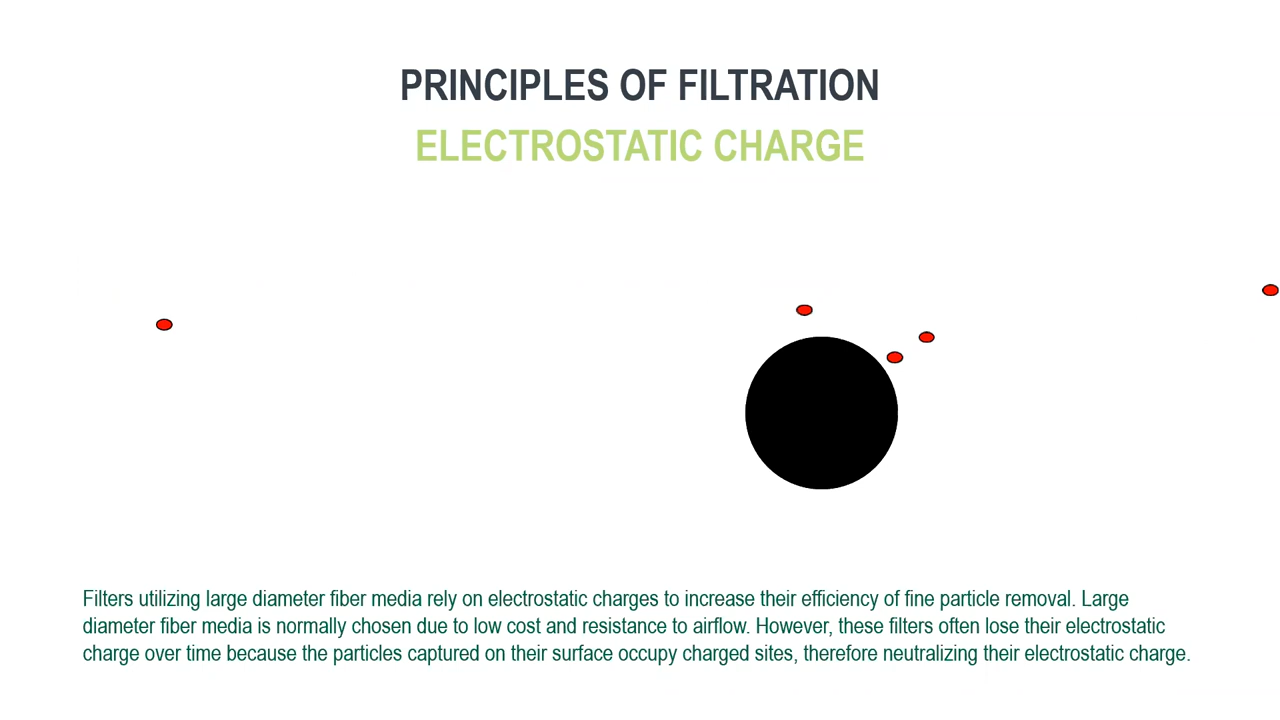 PRINCIPLES OF FILTRATION
ELECTROSTATIC CHARGE
Filters utilizing large diameter fiber media rely on electrostatic charges to increase their efficiency of fine particle removal. Large
diameter fiber media is normally chosen due to low cost and resistance to airflow. However, these filters often lose their electrostatic
charge over time because the particles captured on their surface occupy charged sites, therefore neutralizing their electrostatic charge.